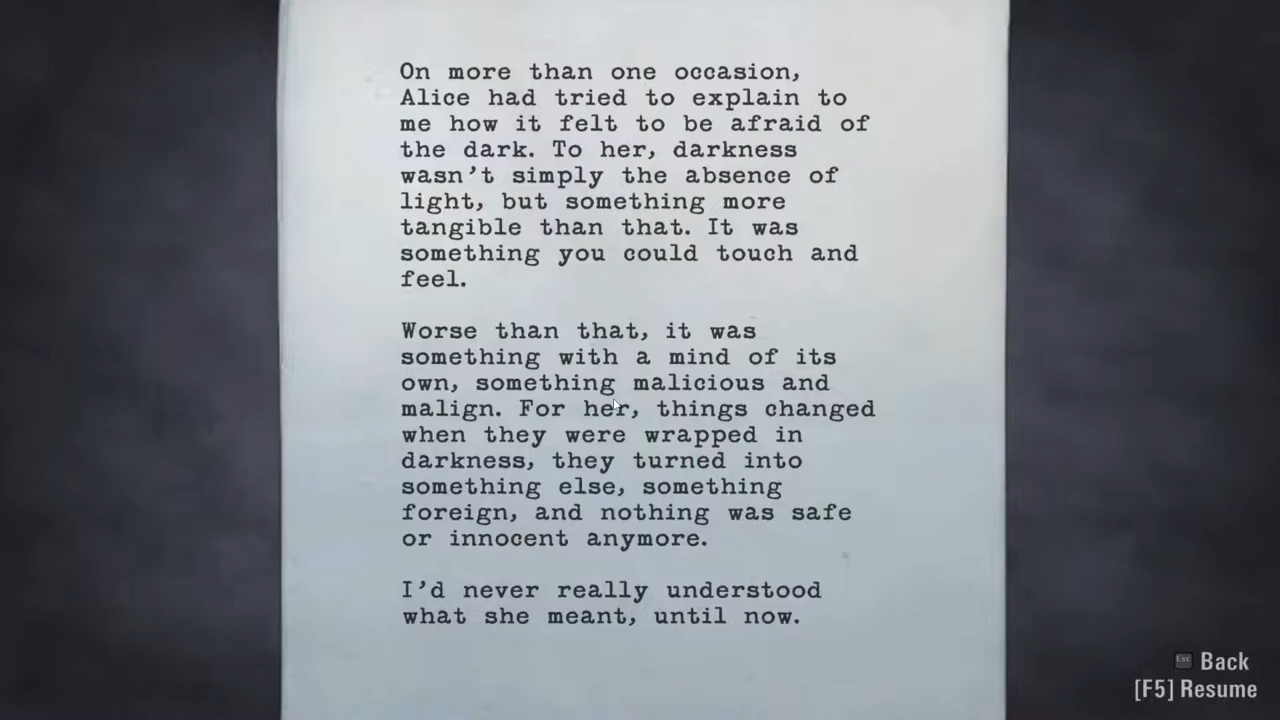 On more than one occasion,
Alice had tried to explain to
me how it felt to be afraid of
the dark. To her, darkness
wasn't simply the absence of
light, but something more
tangible than that. It was
something you could touch and
feel.
Worse than that, it was
something with a mind of its
own, something malicious and
malign. For her, things changed
when they were wrapped in
darkness, they turned into
something else, something
foreign, and nothing was safe
or innocent anymore.
I'd never really understood
what she meant, until now.
Esc Back
[F5] Resume